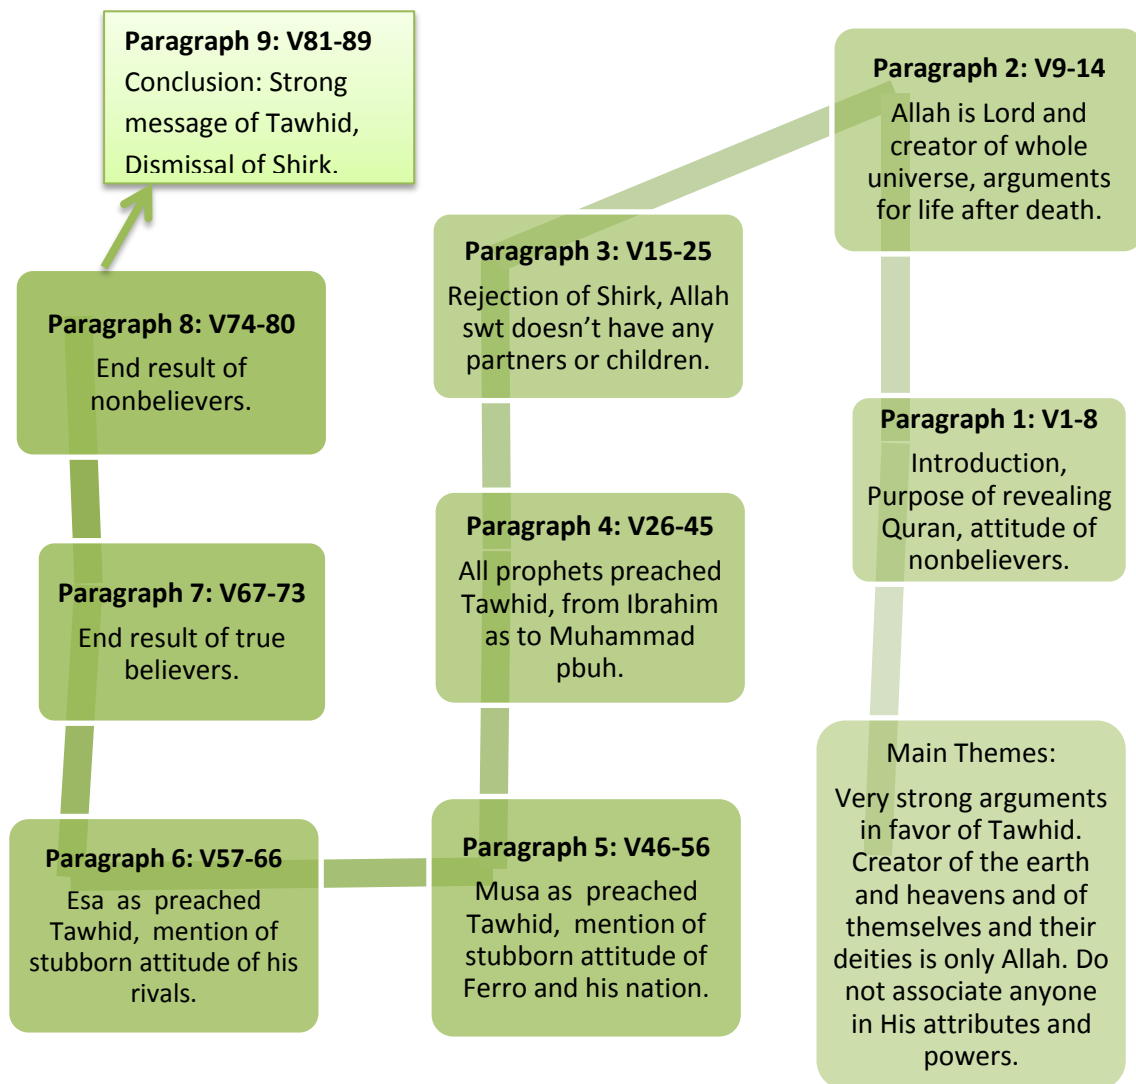 Main Themes:
Very strong arguments
in favor of Tawhid.
Creator of the earth
and heavens and of
themselves and their
deities is only Allah. Do
not associate anyone
in His attributes and
powers.
Paragraph 1: V1-8
Introduction,
Purpose of revealing
Quran, attitude of
nonbelievers.
Paragraph 2: V9-14
Allah is Lord and
creator of whole
universe, arguments
for life after death.
Paragraph 3: V15-25
Rejection of Shirk, Allah
swt doesn’t have any
partners or children.
Paragraph 4: V26-45
All prophets preached
Tawhid, from Ibrahim
as to Muhammad
pbuh.
Paragraph 5: V46-56
Musa as preached
Tawhid, mention of
stubborn attitude of
Ferro and his nation.
Paragraph 6: V57-66
Esa as preached
Tawhid, mention of
stubborn attitude of his
rivals.
Paragraph 7: V67-73
End result of true
believers.
Paragraph 8: V74-80
End result of
nonbelievers.
Paragraph 9: V81-89
Conclusion: Strong
message of Tawhid,
Dismissal of Shirk.